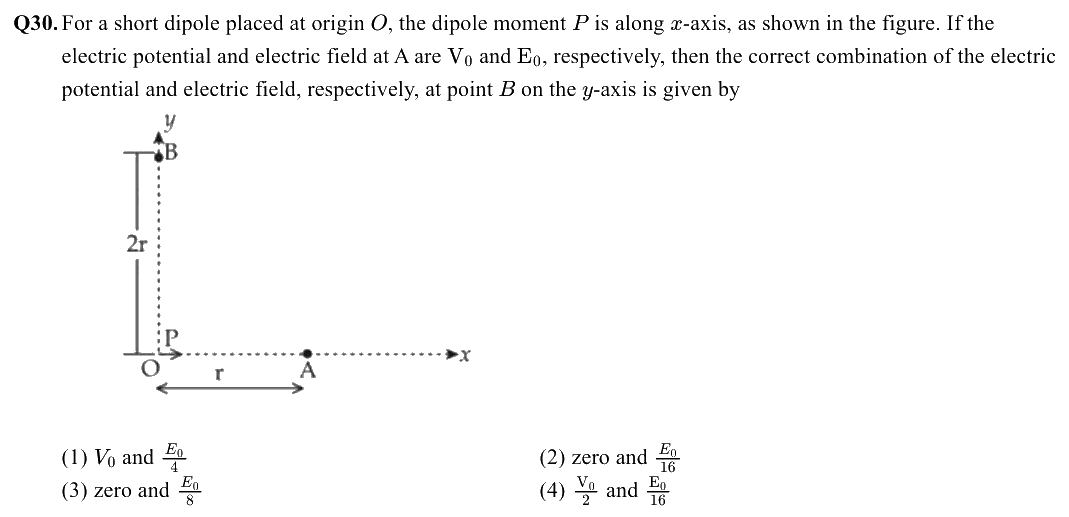 Q30. For a short dipole placed at origin O, the dipole moment P is along x-axis, as shown in the figure. If the
electric potential and electric field at A are V₀ and E₀, respectively, then the correct combination of the electric
potential and electric field, respectively, at point B on the y-axis is given by
y
B
2r
P
O
r
A
x
(1) V₀ and E₀/4
(2) zero and E₀/16
(3) zero and E₀/8
(4) V₀/2 and E₀/16